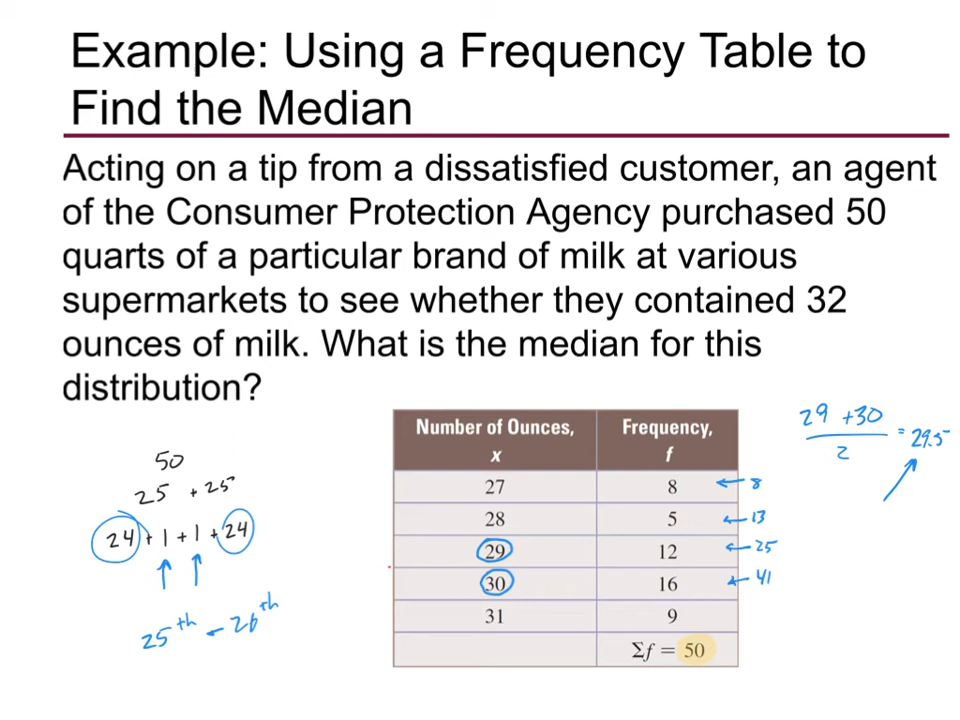 Example: Using a Frequency Table to
Find the Median
Acting on a tip from a dissatisfied customer, an agent
of the Consumer Protection Agency purchased 50
quarts of a particular brand of milk at various
supermarkets to see whether they contained 32
ounces of milk. What is the median for this
distribution?
50
25 + 25
24 + 1 + 1 + 24
25th - 26th
Number of Ounces, Frequency,
x f
27 8 ← 8
28 5 ← 13
29 12 ← 25
30 16 ← 41
31 9
Σf = 50
29 + 30
2
= 29.5